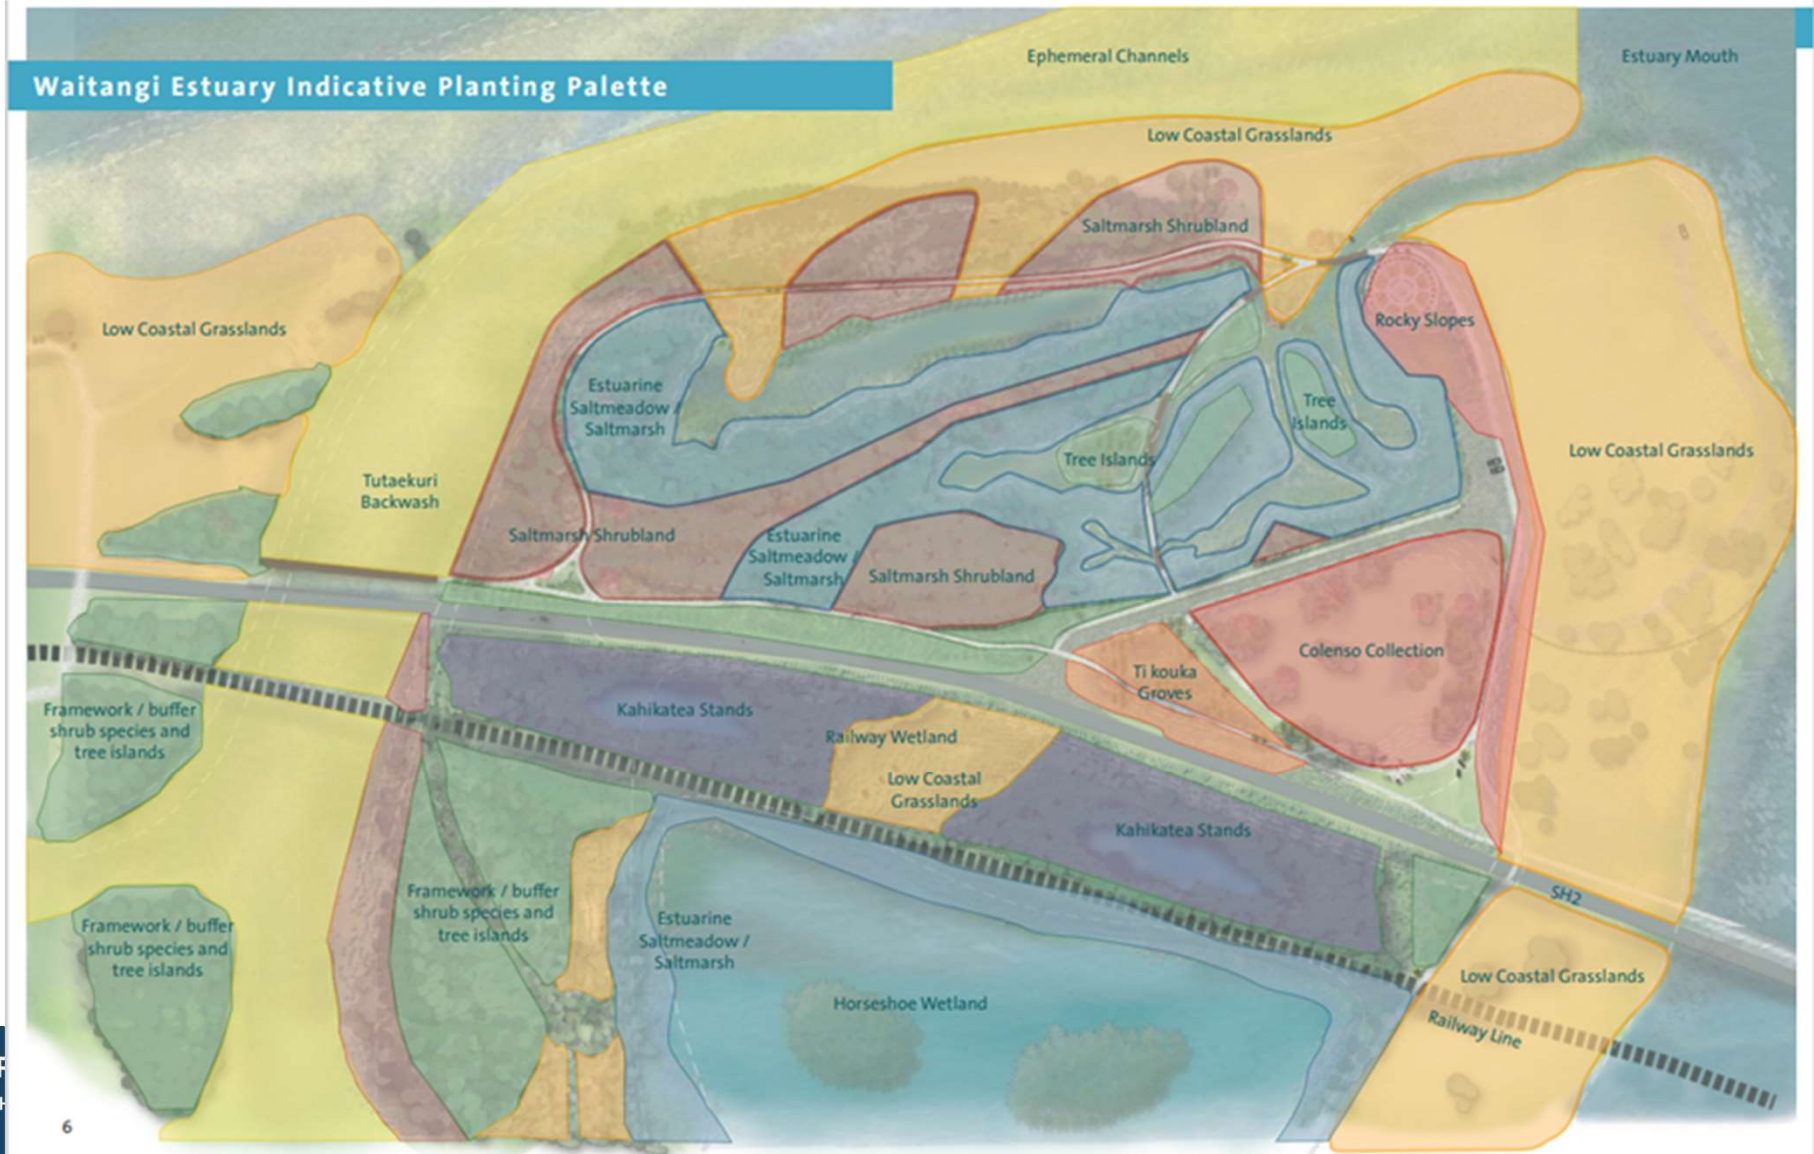 Ephemeral Channels
Estuary Mouth
Waitangi Estuary Indicative Planting Palette
Low Coastal Grasslands
Saltmarsh Shrubland
Low Coastal Grasslands
Rocky Slopes
Estuarine
Saltmeadow /
Saltmarsh
Tree
Islands
Tree Islands
Low Coastal Grasslands
Tutaekuri
Backwash
Saltmarsh Shrubland
Estuarine
Saltmeadow /
Saltmarsh
Saltmarsh Shrubland
Colenso Collection
Ti kouka
Groves
Framework / buffer
shrub species and
tree islands
Kahikatea Stands
Railway Wetland
Low Coastal
Grasslands
Kahikatea Stands
SH2
Framework / buffer
shrub species and
tree islands
Framework / buffer
shrub species and
tree islands
Estuarine
Saltmeadow /
Saltmarsh
Low Coastal Grasslands
Horseshoe Wetland
Railway Line
6